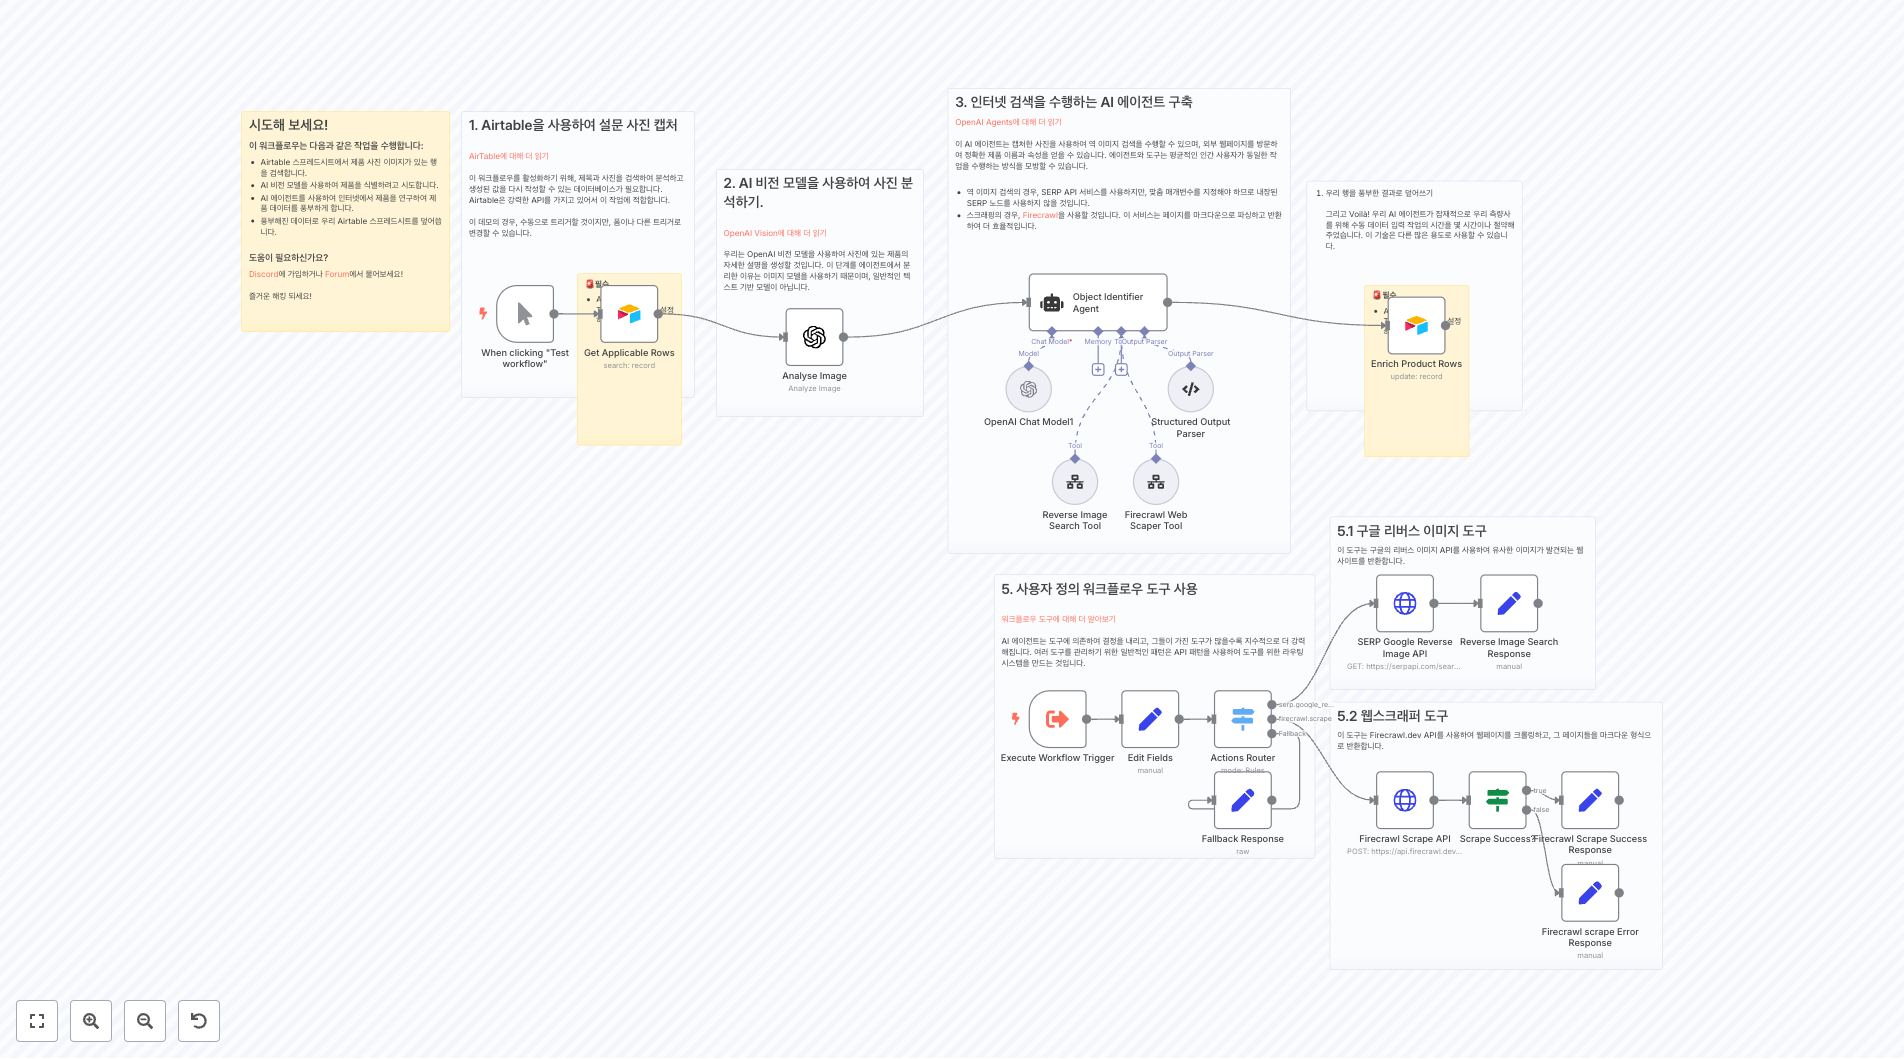 시도해 보세요!
이 워크플로우는 다음과 같은 작업을 수행합니다:
Airtable 스프레드시트에서 제품 사진 이미지가 있는 행
을 검색합니다.
AI 비전 모델을 사용하여 제품을 식별하려고 시도합니다.
AI 에이전트를 사용하여 인터넷에서 제품을 연구하여 제
품 데이터를 풍부하게 합니다.
풍부해진 데이터로 우리 Airtable 스프레드시트를 덮어씁
니다.
도움이 필요하신가요?
Discord에 가입하거나 Forum에서 물어보세요!
즐거운 해킹 되세요!
1. Airtable을 사용하여 설문 사진 캡처
AirTable에 대해 더 읽기
이 워크플로우를 활성화하기 위해, 제목과 사진을 검색하여 분석하고
생성된 값을 다시 작성할 수 있는 데이터베이스가 필요합니다.
Airtable은 강력한 API를 가지고 있어서 이 작업에 적합합니다.
이 데모의 경우, 수동으로 트리거할 것이지만, 폼이나 다른 트리거로
변경할 수 있습니다.
🚨필수
설정
When clicking "Test
workflow"
Get Applicable Rows
search: record
2. AI 비전 모델을 사용하여 사진 분
석하기.
OpenAI Vision에 대해 더 읽기
우리는 OpenAI 비전 모델을 사용하여 사진에 있는 제품의
자세한 설명을 생성할 것입니다. 이 단계를 에이전트에서 분
리한 이유는 이미지 모델을 사용하기 때문이며, 일반적인 텍
스트 기반 모델이 아닙니다.
Analyse Image
Analyze Image
3. 인터넷 검색을 수행하는 AI 에이전트 구축
OpenAI Agents에 대해 더 읽기
이 AI 에이전트는 캡처한 사진을 사용하여 역 이미지 검색을 수행할 수 있으며, 외부 웹페이지를 방문하
여 정확한 제품 이름과 속성을 얻을 수 있습니다. 에이전트와 도구는 평균적인 인간 사용자가 동일한 작
업을 수행하는 방식을 모방할 수 있습니다.
역 이미지 검색의 경우, SERP API 서비스를 사용하지만, 맞춤 매개변수를 지정해야 하므로 내장된
SERP 노드를 사용하지 않을 것입니다.
스크래핑의 경우, Firecrawl을 사용할 것입니다. 이 서비스는 페이지를 마크다운으로 파싱하고 반환
하여 더 효율적입니다.
Object Identifier
Agent
Chat Model*
Memory
Output Parser
Model
Output Parser
OpenAI Chat Model1
Structured Output
Parser
Tool
Tool
Reverse Image
Search Tool
Firecrawl Web
Scaper Tool
1. 우리 행을 풍부한 결과로 덮어쓰기
그리고 Voilà! 우리 AI 에이전트가 잠재적으로 우리 측량사
를 위해 수동 데이터 입력 작업의 시간을 몇 시간이나 절약해
주었습니다. 이 기술은 다른 많은 용도로 사용할 수 있습니
다.
🚨필수
설정
Enrich Product Rows
update: record
5. 사용자 정의 워크플로우 도구 사용
워크플로우 도구에 대해 더 알아보기
AI 에이전트는 도구에 의존하여 결정을 내리고, 그들이 가진 도구가 많을수록 지수적으로 더 강력
해집니다. 여러 도구를 관리하기 위한 일반적인 패턴은 API 패턴을 사용하여 도구를 위한 라우팅
시스템을 만드는 것입니다.
serp.google_re...
firecrawl.scrape
Fallback
Execute Workflow Trigger
Edit Fields
manual
Actions Router
mode: Rules
Fallback Response
raw
5.1 구글 리버스 이미지 도구
이 도구는 구글의 리버스 이미지 API를 사용하여 유사한 이미지가 발견되는 웹
사이트를 반환합니다.
SERP Google Reverse
Image API
GET: https://serpapi.com/sear...
Reverse Image Search
Response
manual
5.2 웹스크래퍼 도구
이 도구는 Firecrawl.dev API를 사용하여 웹페이지를 크롤링하고, 그 페이지들을 마크다운 형식으
로 반환합니다.
true
false
Firecrawl Scrape API
POST: https://api.firecrawl.dev...
Scrape Success?
Firecrawl Scrape Success
Response
manual
Firecrawl scrape Error
Response
manual